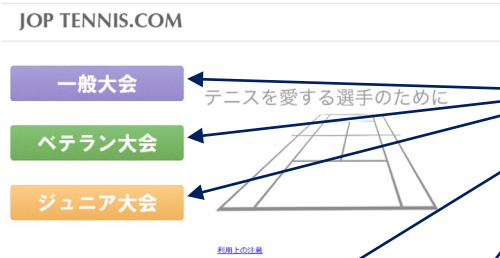 JOP TENNIS.COM
一般大会
テニスを愛する選手のために
ベテラン大会
ジュニア大会
利用上の注意